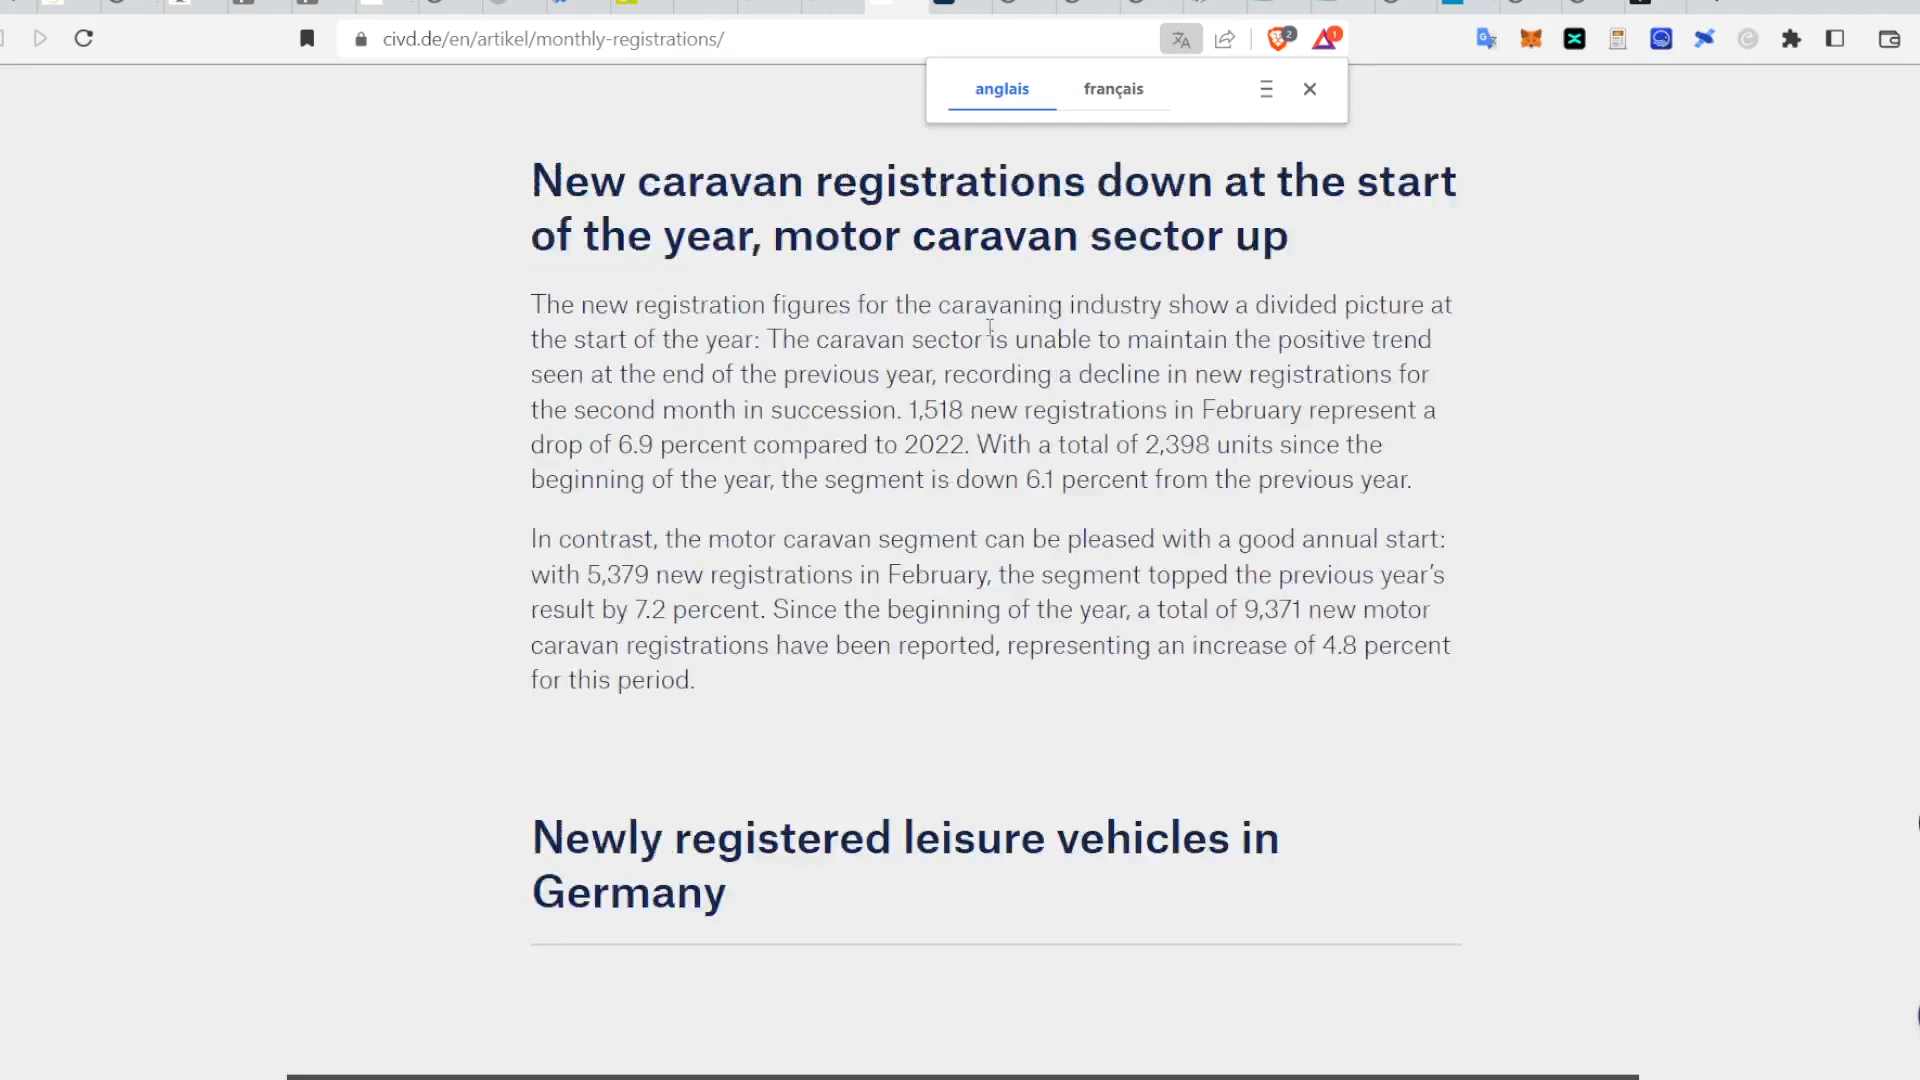 civd.de/en/artikel/monthly-registrations/
2
1
anglais français
New caravan registrations down at the start
of the year, motor caravan sector up
The new registration figures for the caravaning industry show a divided picture at
the start of the year: The caravan sector is unable to maintain the positive trend
seen at the end of the previous year, recording a decline in new registrations for
the second month in succession. 1,518 new registrations in February represent a
drop of 6.9 percent compared to 2022. With a total of 2,398 units since the
beginning of the year, the segment is down 6.1 percent from the previous year.
In contrast, the motor caravan segment can be pleased with a good annual start:
with 5,379 new registrations in February, the segment topped the previous year’s
result by 7.2 percent. Since the beginning of the year, a total of 9,371 new motor
caravan registrations have been reported, representing an increase of 4.8 percent
for this period.
Newly registered leisure vehicles in
Germany